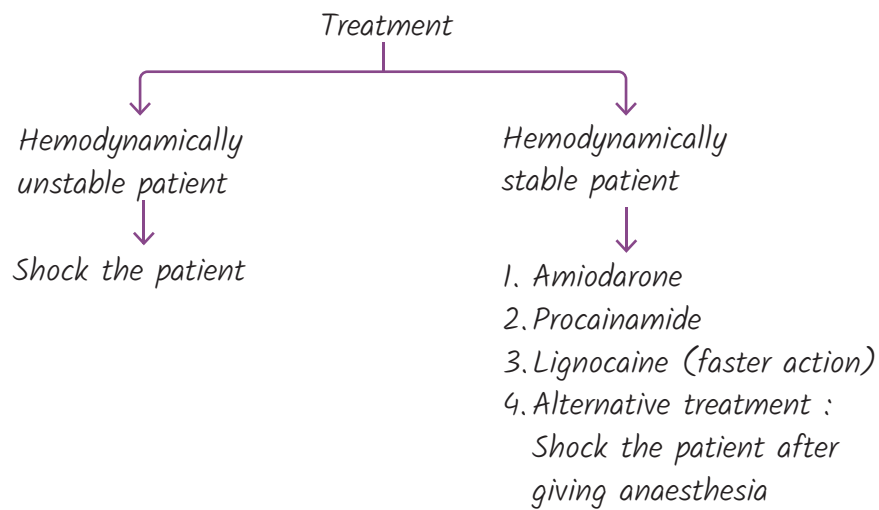 Treatment
Hemodynamically
unstable patient
Shock the patient
Hemodynamically
stable patient
1. Amiodarone
2. Procainamide
3. Lignocaine (faster action)
4. Alternative treatment :
Shock the patient after
giving anaesthesia